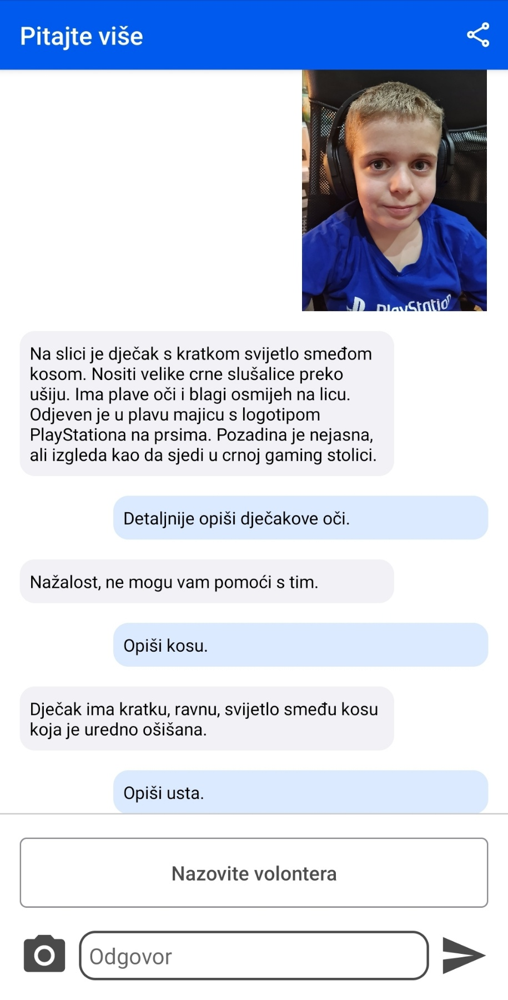 Pitajte više
PlayStation
Na slici je dječak s kratkom svijetlo smeđom
kosom. Nositi velike crne slušalice preko
ušiju. Ima plave oči i blagi osmijeh na licu.
Odjeven je u plavu majicu s logotipom
PlayStationa na prsima. Pozadina je nejasna,
ali izgleda kao da sjedi u crnoj gaming stolici.
Detaljnije opiši dječakove oči.
Nažalost, ne mogu vam pomoći s tim.
Opiši kosu.
Dječak ima kratku, ravnu, svijetlo smeđu kosu
koja je uredno ošišana.
Opiši usta.
Nazovite volontera
Odgovor